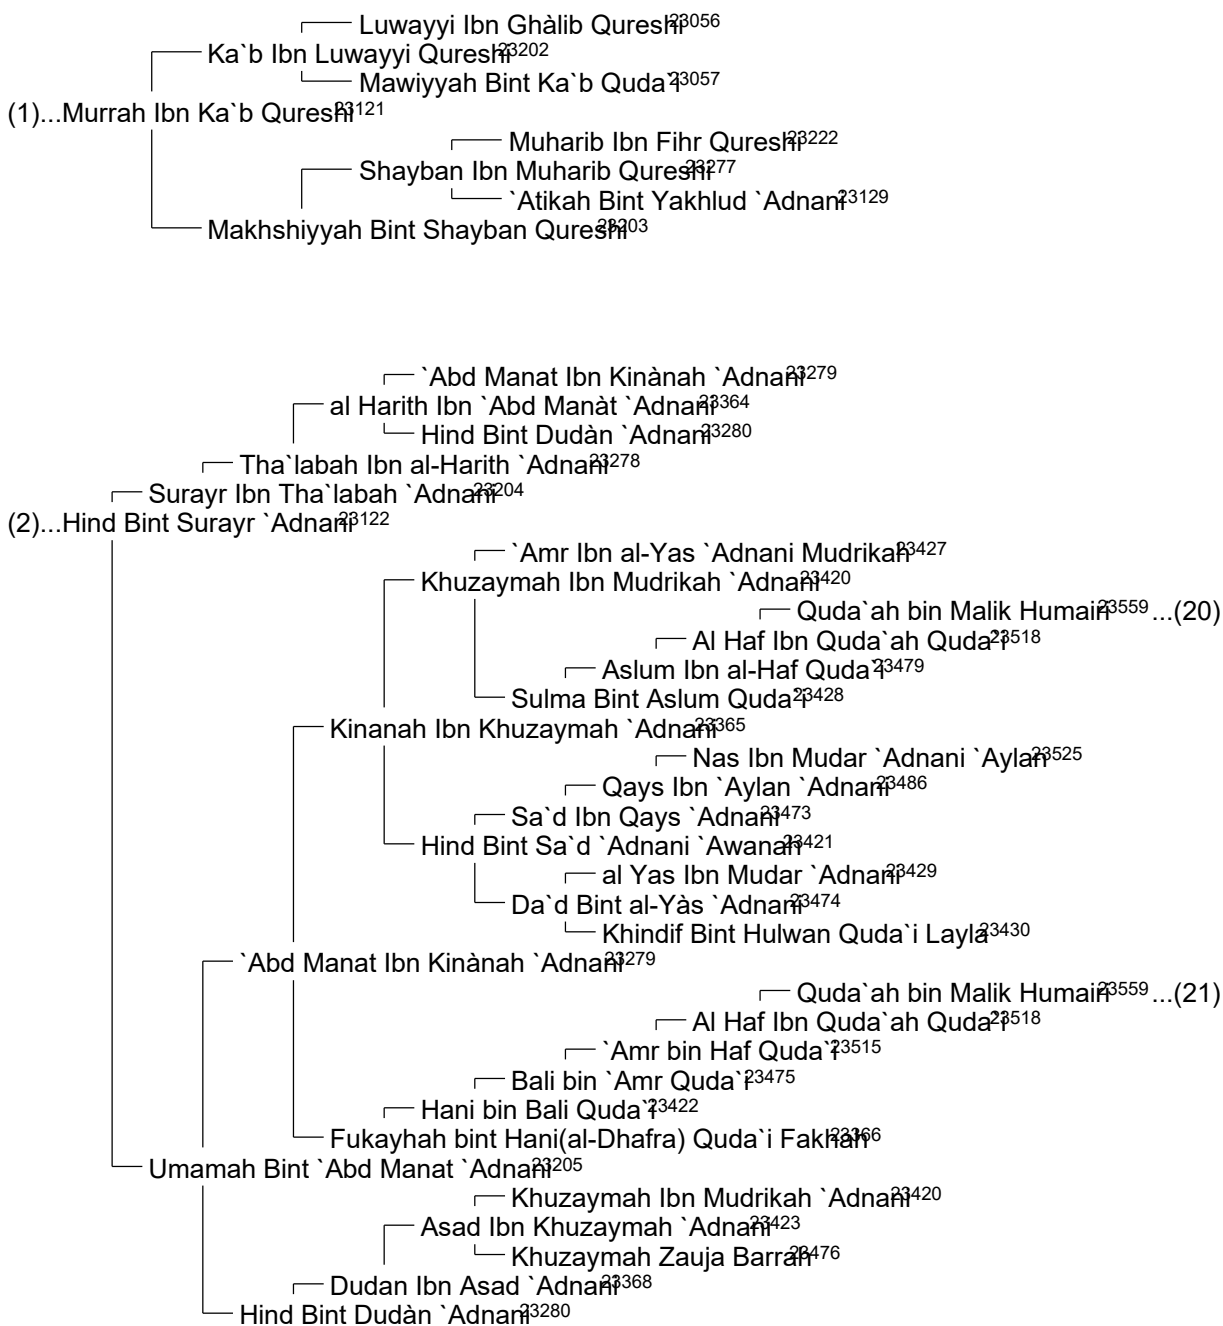 Luwayyi Ibn Ghàlib Qureshi23056
Ka`b Ibn Luwayyi Qureshi23202
Mawiyyah Bint Ka`b Quda`i23057
(1)...Murrah Ibn Ka`b Qureshi23121
Muharib Ibn Fihr Qureshi23222
Shayban Ibn Muharib Qureshi23277
`Atikah Bint Yakhlud `Adnani23129
Makhshiyyah Bint Shayban Qureshi23203
`Abd Manat Ibn Kinànah `Adnani23279
al Harith Ibn `Abd Manàt `Adnani23364
Hind Bint Dudàn `Adnani23280
Tha`labah Ibn al-Harith `Adnani23278
Surayr Ibn Tha`labah `Adnani23204
(2)...Hind Bint Surayr `Adnani23122
`Amr Ibn al-Yas `Adnani Mudrikah23427
Khuzaymah Ibn Mudrikah `Adnani23420
Quda`ah bin Malik Humairi23559 ...(20)
Al Haf Ibn Quda`ah Quda`i23518
Aslum Ibn al-Haf Quda`i23479
Sulma Bint Aslum Quda`i23428
Kinanah Ibn Khuzaymah `Adnani23365
Nas Ibn Mudar `Adnani `Aylan23525
Qays Ibn `Aylan `Adnani23486
Sa`d Ibn Qays `Adnani23473
Hind Bint Sa`d `Adnani `Awanah23421
al Yas Ibn Mudar `Adnani23429
Da`d Bint al-Yàs `Adnani23474
Khindif Bint Hulwan Quda`i Layla23430
`Abd Manat Ibn Kinànah `Adnani23279
Quda`ah bin Malik Humairi23559 ...(21)
Al Haf Ibn Quda`ah Quda`i23518
`Amr bin Haf Quda`i23515
Bali bin `Amr Quda`i23475
Hani bin Bali Quda`i23422
Fukayhah bint Hani(al-Dhafra) Quda`i Fakhah23366
Umamah Bint `Abd Manat `Adnani23205
Khuzaymah Ibn Mudrikah `Adnani23420
Asad Ibn Khuzaymah `Adnani23423
Khuzaymah Zauja Barrah23476
Dudan Ibn Asad `Adnani23368
Hind Bint Dudàn `Adnani23280